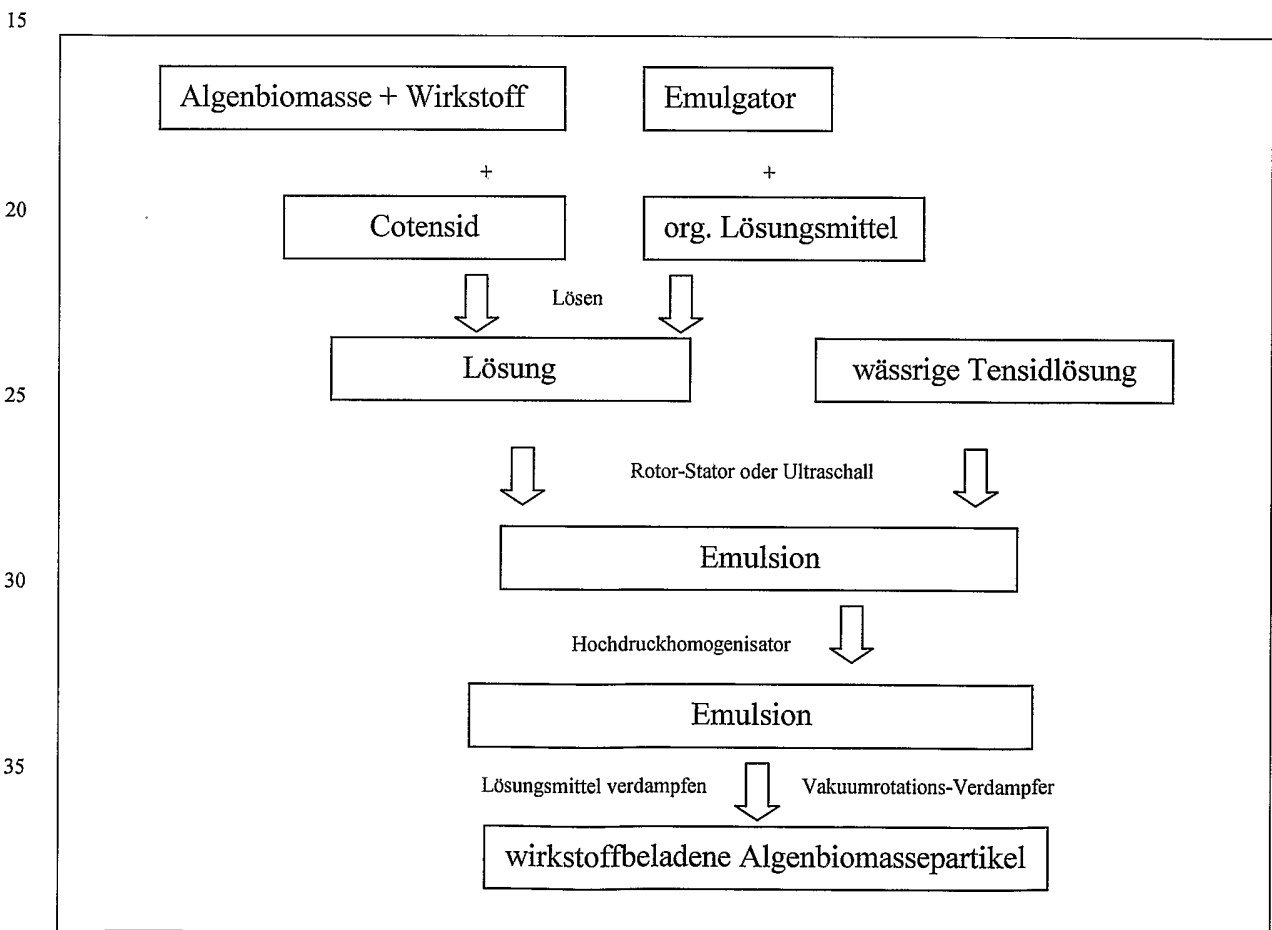 15
Algenbiomasse + Wirkstoff Emulgator
+ +
20
Cotensid org. Lösungsmittel
Lösen
Lösung wässrige Tensidlösung
25
Rotor-Stator oder Ultraschall
Emulsion
30
Hochdruckhomogenisator
Emulsion
35
Lösungsmittel verdampfen Vakuumrotations-Verdampfer
wirkstoffbeladene Algenbiomassepartikel